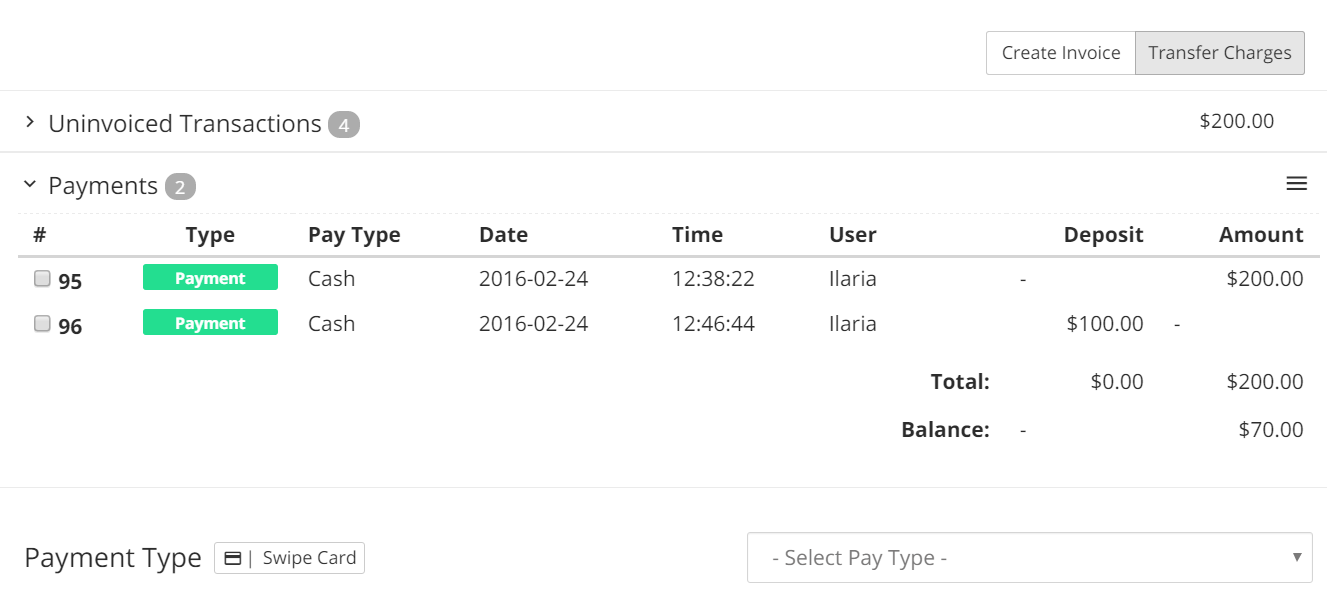 Create Invoice Transfer Charges
Uninvoiced Transactions 4 $200.00
Payments 2
# Type Pay Type Date Time User Deposit Amount
95 Payment Cash 2016-02-24 12:38:22 Ilaria - $200.00
96 Payment Cash 2016-02-24 12:46:44 Ilaria $100.00 -
Total: $0.00 $200.00
Balance: - $70.00
Payment Type | Swipe Card - Select Pay Type -